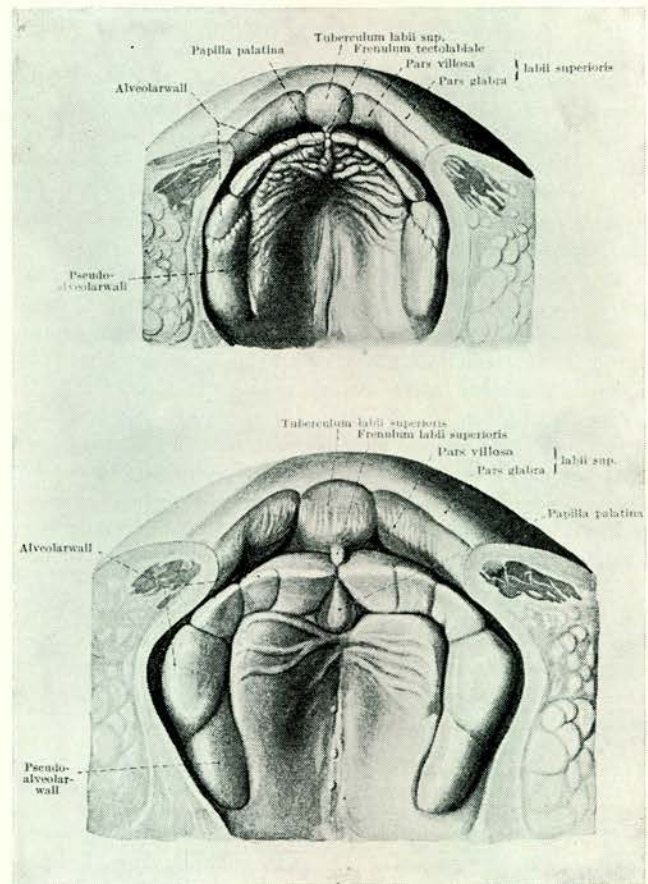 Tuberculum labii sup.
Papilla palatina
Frenulum tectolabiale
Pars villosa
Pars glabra
labii superioris
Alveolarwall
Pseudo-
alveolarwall
Tuberculum labii superioris
Frenulum labii superioris
Pars villosa
Pars glabra
labii sup.
Papilla palatina
Alveolarwall
Pseudo-
alveolar-
wall